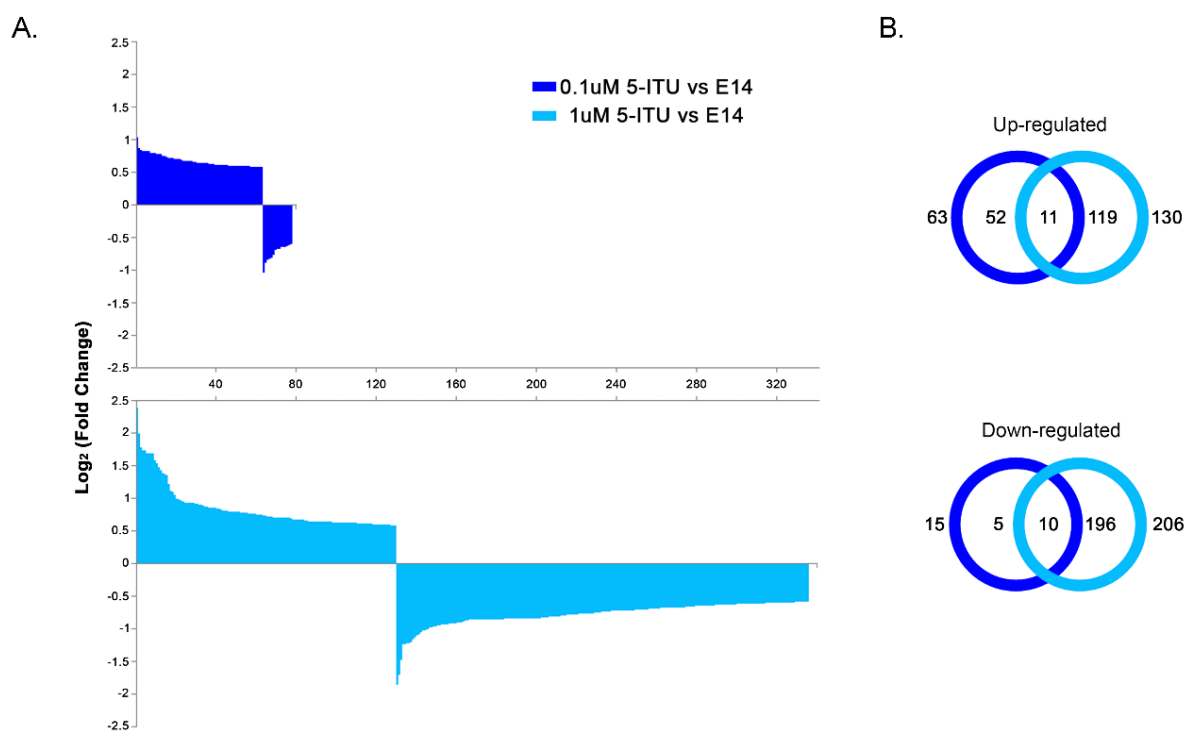 A.
B.
2.5
2
1.5
1
0.5
0
-0.5
-1
-1.5
-2
-2.5
0.1uM 5-ITU vs E14
1uM 5-ITU vs E14
40 80 120 160 200 240 280 320
Log2 (Fold Change)
2.5
2
1.5
1
0.5
0
-0.5
-1
-1.5
-2
-2.5
Up-regulated
63 52 11 119 130
Down-regulated
15 5 10 196 206